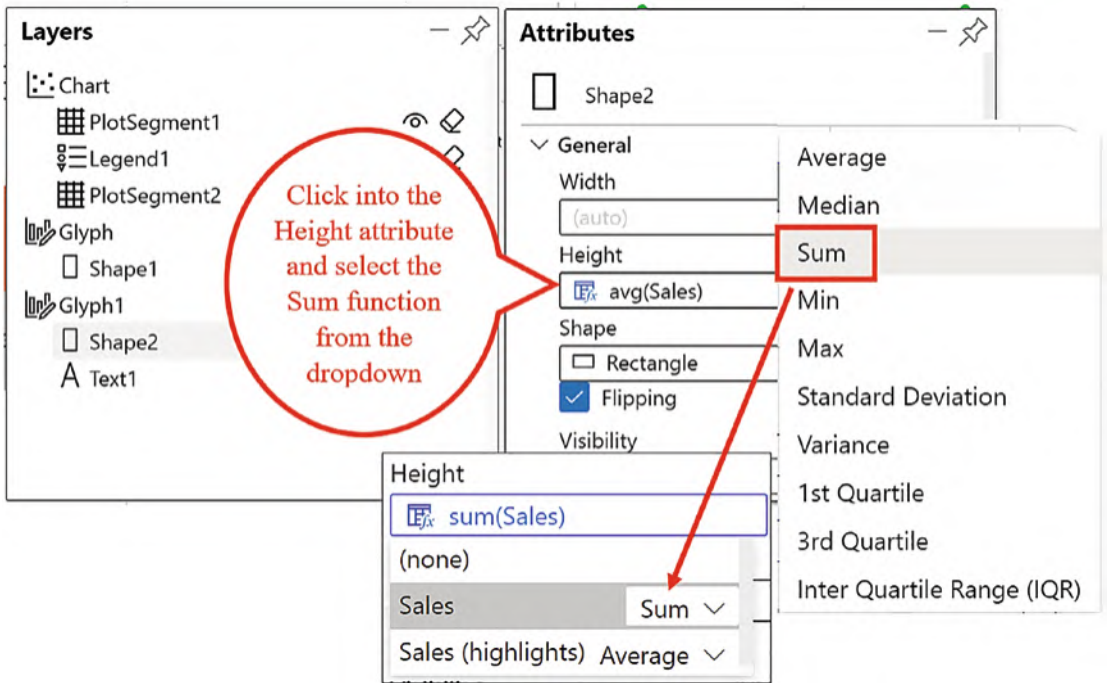 Layers
Chart
PlotSegment1
Legend1
PlotSegment2
Glyph
Shape1
Glyph1
Shape2
A Text1
Click into the
Height attribute
and select the
Sum function
from the
dropdown
Attributes
Shape2
General
Width
(auto)
Height
fx avg(Sales)
Shape
Rectangle
Flipping
Visibility
Average
Median
Sum
Min
Max
Standard Deviation
Variance
1st Quartile
3rd Quartile
Inter Quartile Range (IQR)
Height
fx sum(Sales)
(none)
Sales Sum
Sales (highlights) Average